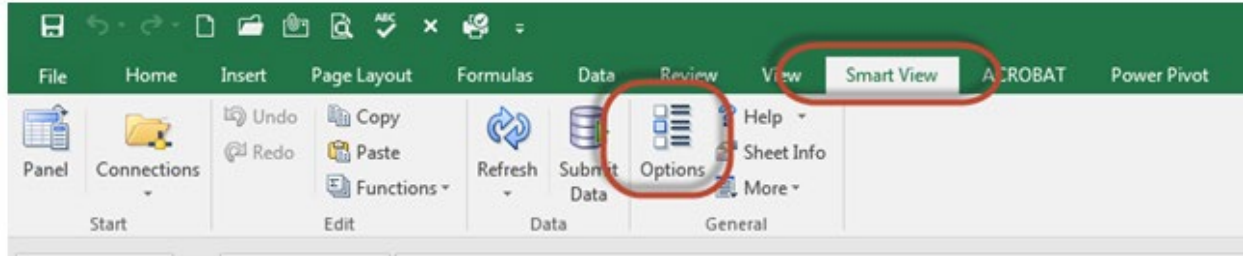 ABC
File Home Insert Page Layout Formulas Data Review View Smart View ACROBAT Power Pivot
Undo Copy Help
Redo Paste Sheet Info
Panel Connections Functions Refresh Submit Data Options More
Start Edit Data General